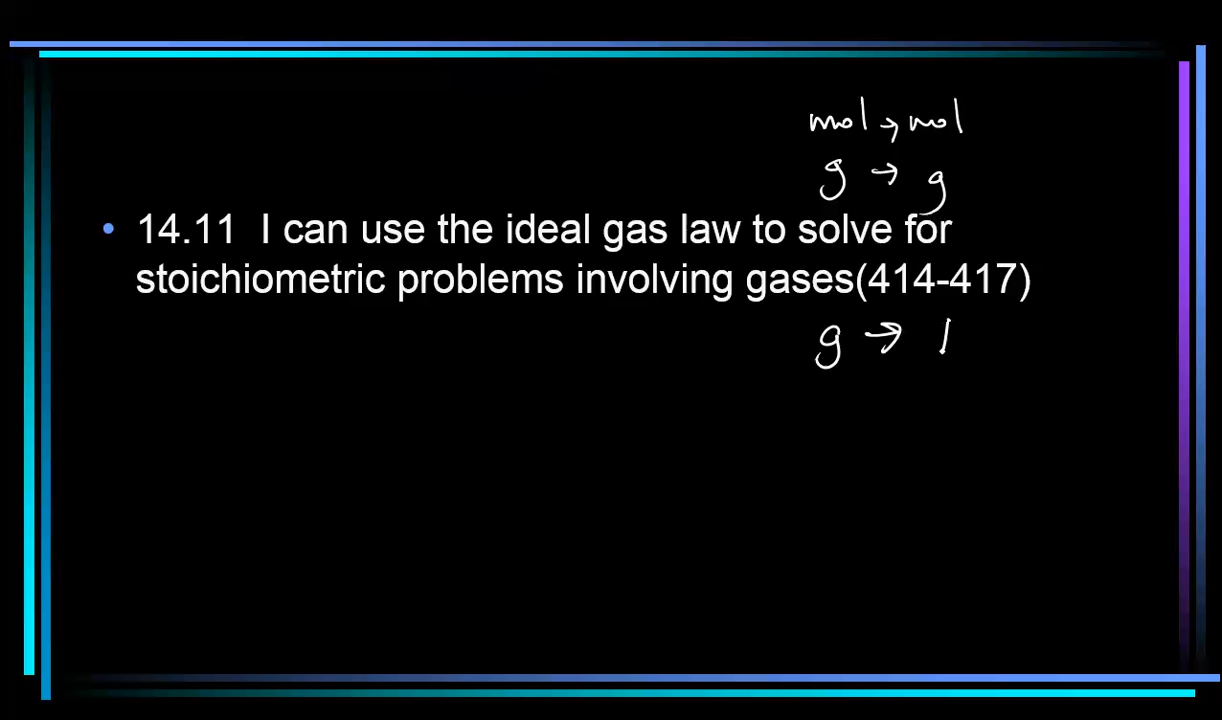 mol → mol
g → g
• 14.11 I can use the ideal gas law to solve for
stoichiometric problems involving gases(414-417)
g → l